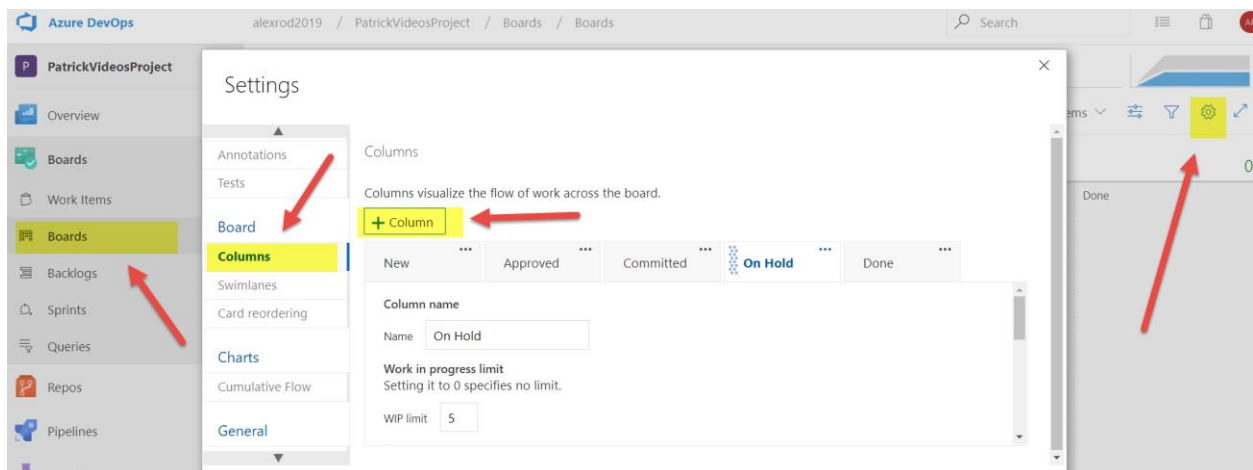 Azure DevOps
alexrod2019 / PatrickVideosProject / Boards / Boards
Search
P PatrickVideosProject
Overview
Boards
Work Items
Boards
Backlogs
Sprints
Queries
Repos
Pipelines
Settings
Annotations
Tests
Board
Columns
Swimlanes
Card reordering
Charts
Cumulative Flow
General
Columns
Columns visualize the flow of work across the board.
+ Column
New ... Approved ... Committed ... On Hold ... Done ...
Column name
Name On Hold
Work in progress limit
Setting it to 0 specifies no limit.
WIP limit 5
ems
0
Done